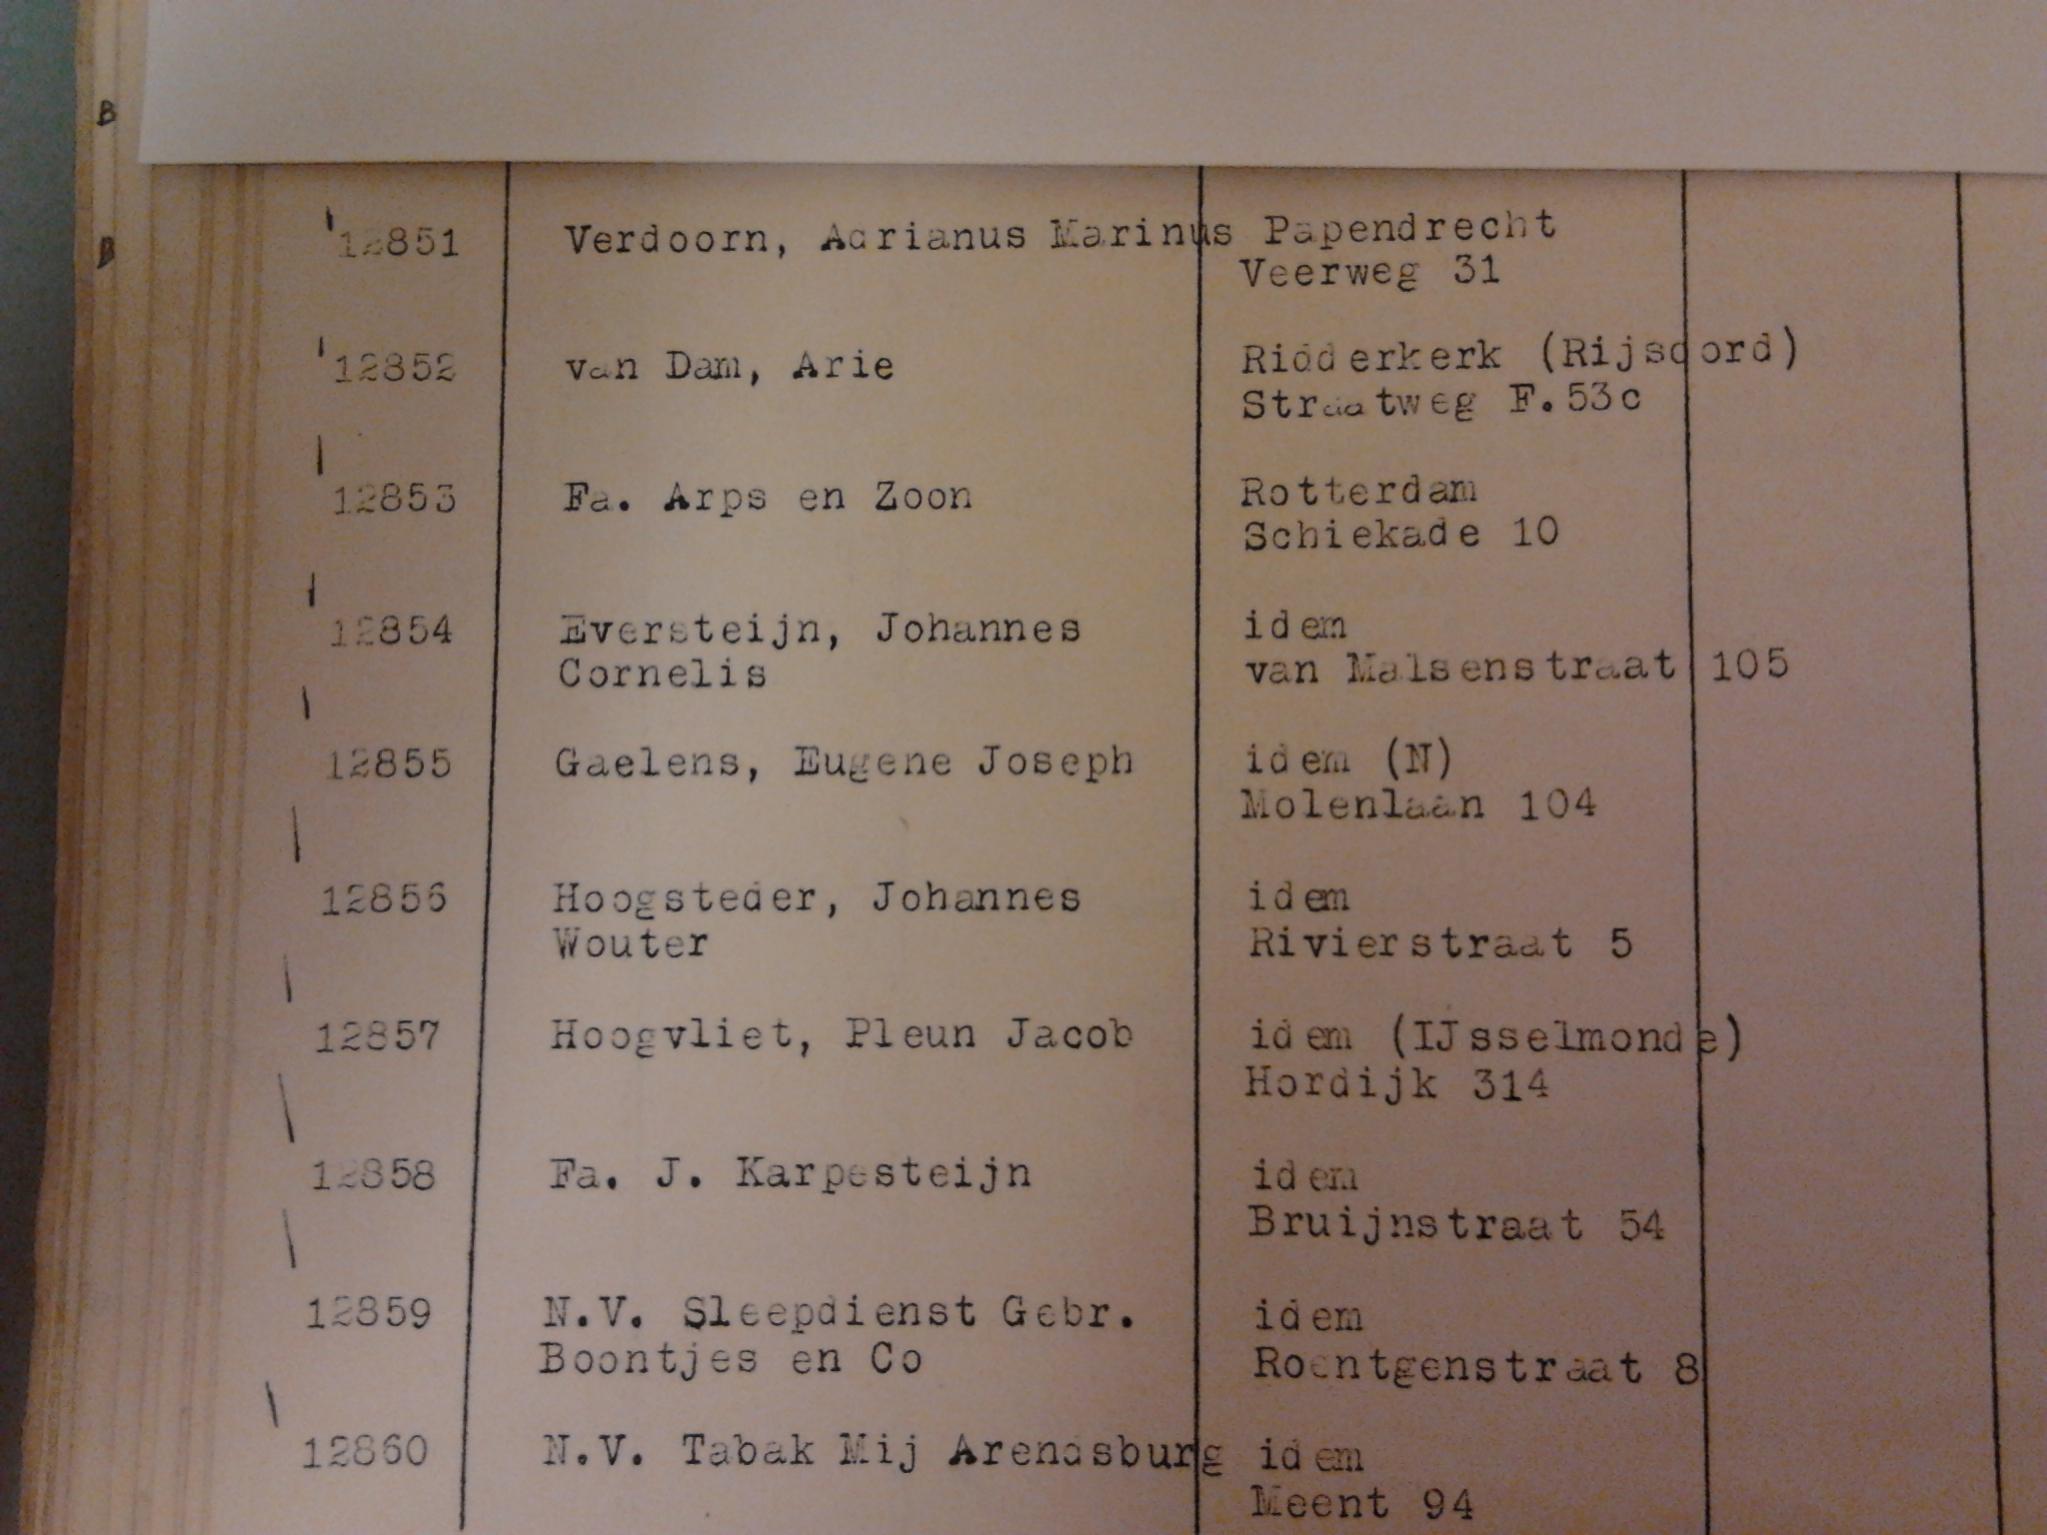 B
B
12851 Verdoorn, Adrianus Marinus Papendrecht
Veerweg 31
12852 van Dam, Arie Ridderkerk (Rijsoord)
Straatweg F.53c
12853 Fa. Arps en Zoon Rotterdam
Schiekade 10
12854 Eversteijn, Johannes idem
Cornelis van Malsenstraat 105
12855 Gaelens, Eugene Joseph idem (N)
Molenlaan 104
12856 Hoogsteder, Johannes idem
Wouter Rivierstraat 5
12857 Hoogvliet, Pleun Jacob idem (IJsselmonde)
Hordijk 314
12858 Fa. J. Karpesteijn idem
Bruijnstraat 54
12859 N.V. Sleepdienst Gebr. idem
Boontjes en Co Roentgenstraat 8
12860 N.V. Tabak Mij Arendsburg idem
Meent 94